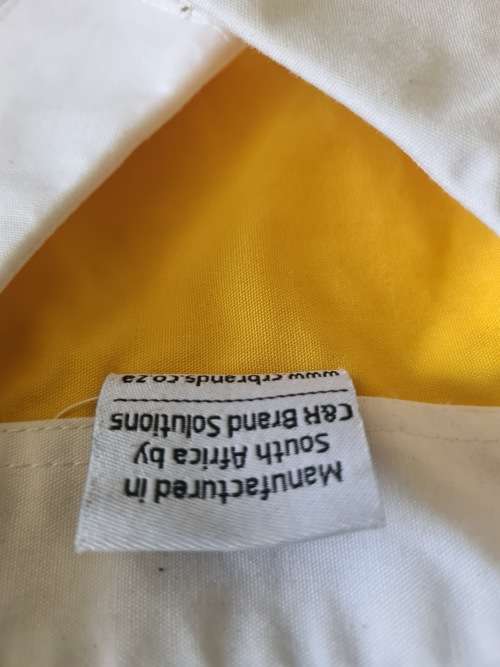 Manufactured in
South Africa by
C&R Brand Solutions
www.crbrands.co.za